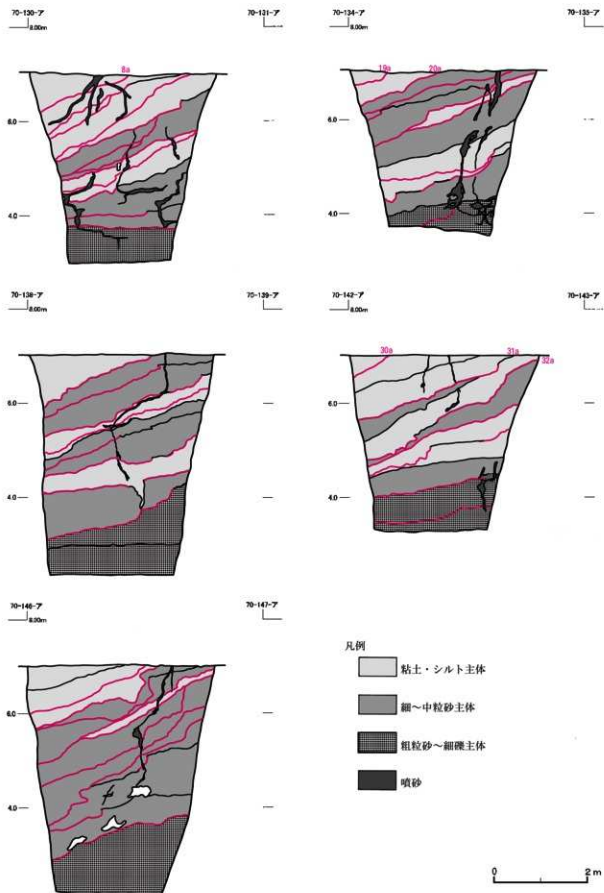 70-130-ア
70-131-ア
8.00m
8a
6.0
4.0
70-134-ア
70-135-ア
8.00m
19a
20a
6.0
4.0
70-138-ア
70-139-ア
8.00m
6.0
4.0
70-142-ア
70-143-ア
8.00m
30a
31a
32a
6.0
4.0
70-146-ア
70-147-ア
8.00m
6.0
4.0
凡例
粘土・シルト主体
細～中粒砂主体
粗粒砂～細礫主体
噴砂
0
2 m